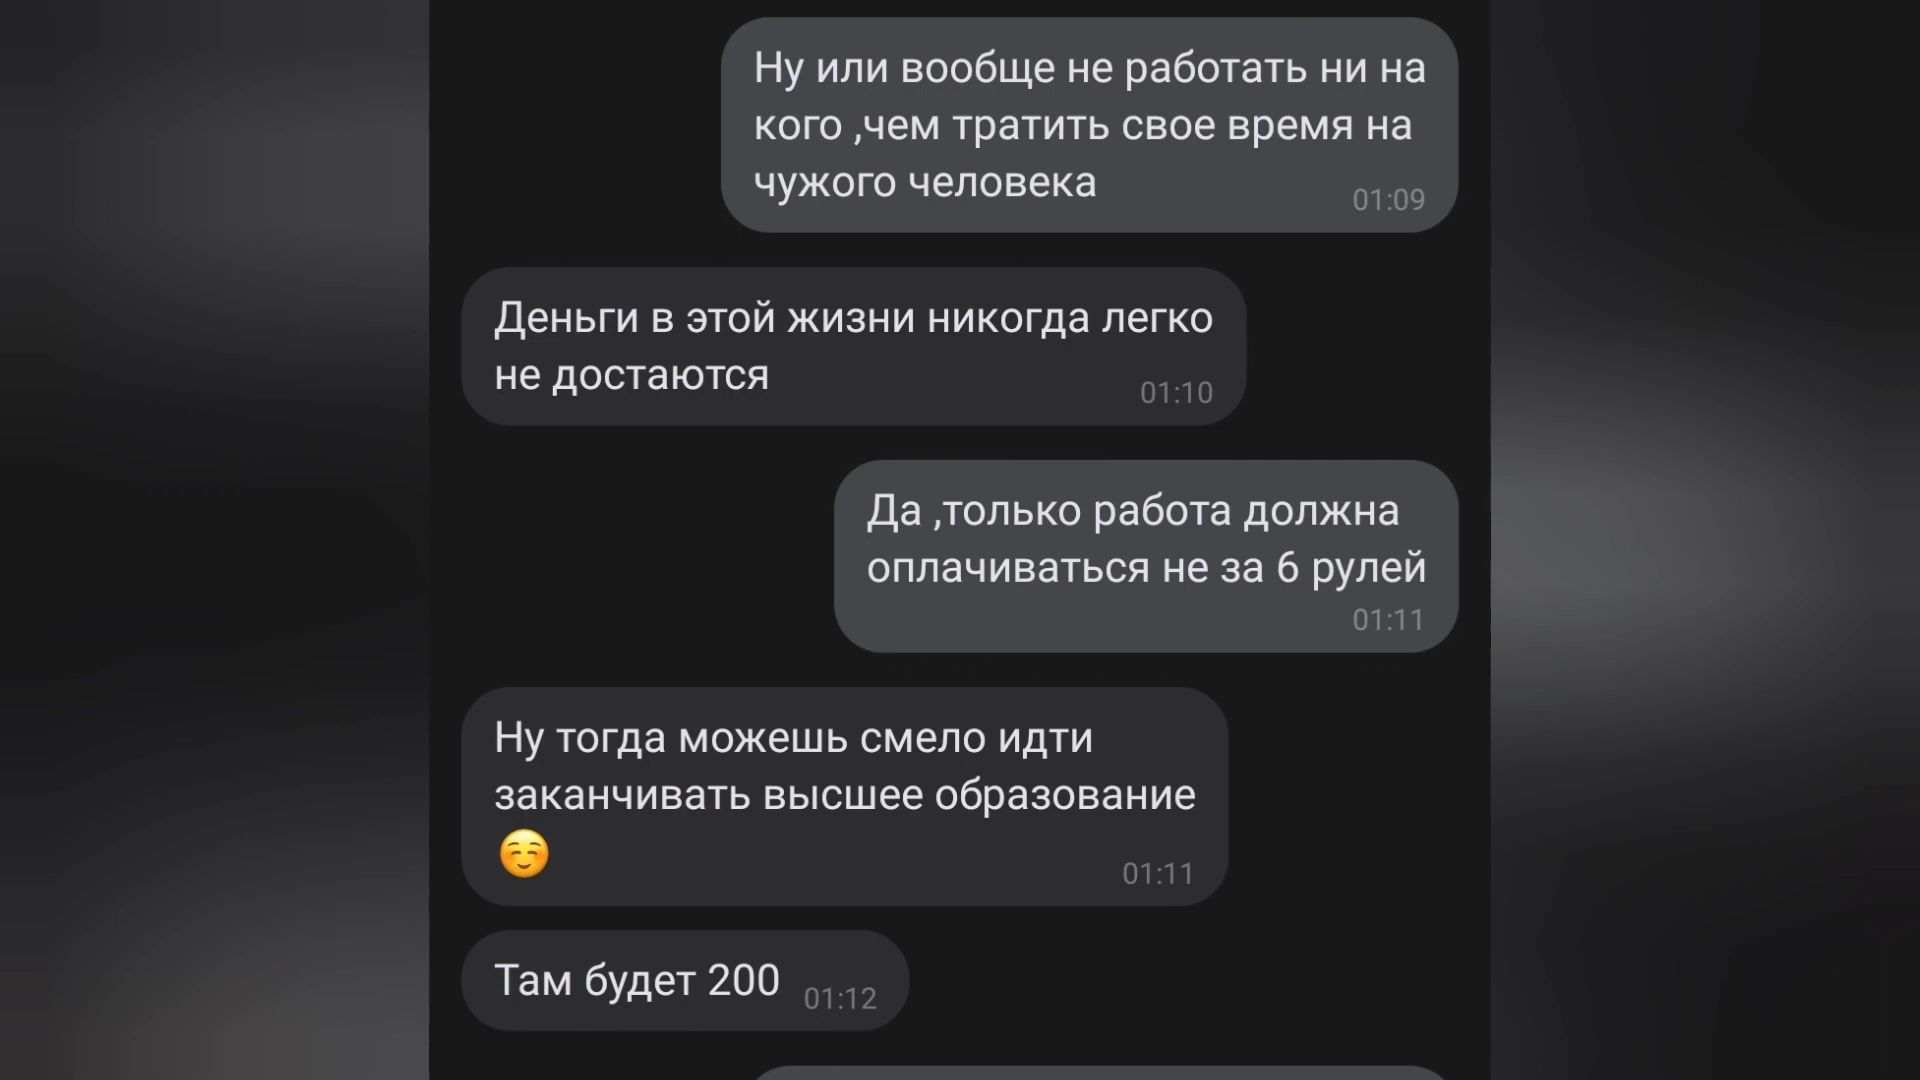 Ну или вообще не работать ни на
кого ,чем тратить свое время на
чужого человека
01:09
Деньги в этой жизни никогда легко
не достаются
01:10
Да ,только работа должна
оплачиваться не за 6 рулей
01:11
Ну тогда можешь смело идти
заканчивать высшее образование
☺️
01:11
Там будет 200
01:12